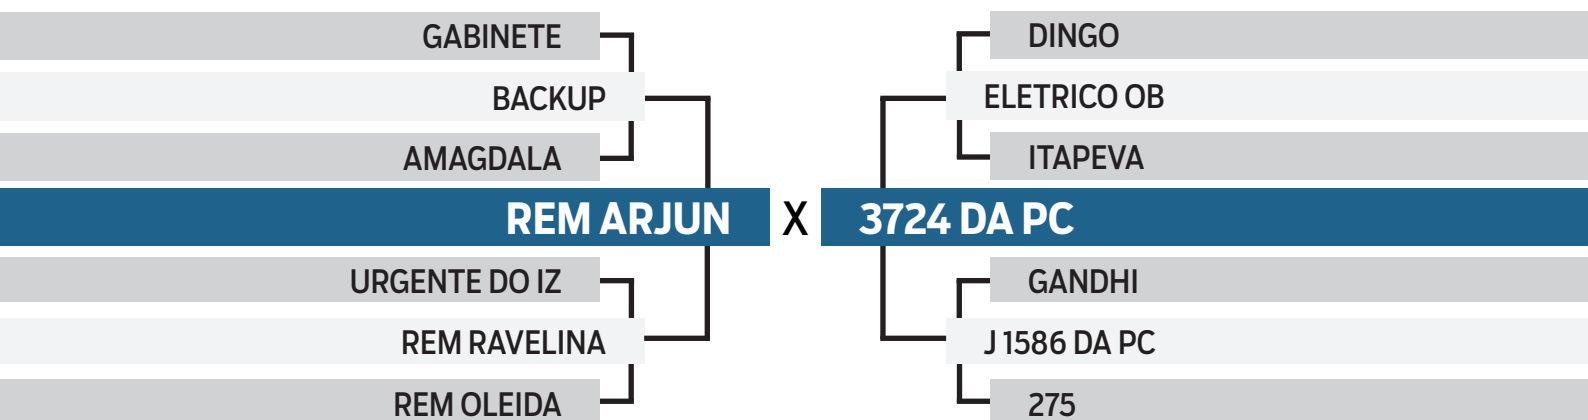 GABINETE
BACKUP
AMAGDALA
REM ARJUN X 3724 DA PC
URGENTE DO IZ
REM RAVELINA
REM OLEIDA
DINGO
ELETRICO OB
ITAPEVA
GANDHI
J 1586 DA PC
275